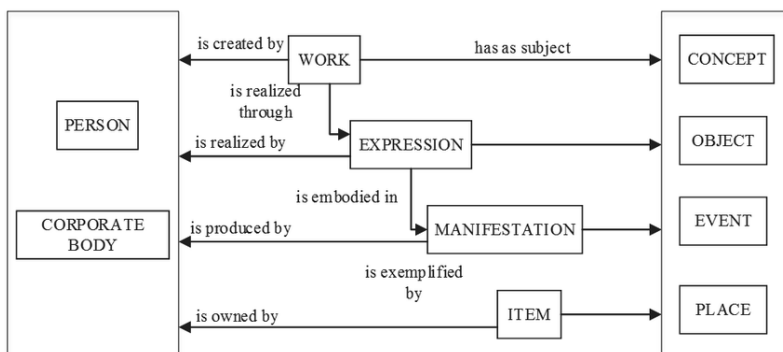 is created by
WORK
has as subject
CONCEPT
is realized
through
PERSON
is realized by
EXPRESSION
OBJECT
is embodied in
CORPORATE
BODY
is produced by
MANIFESTATION
EVENT
is exemplified
by
is owned by
ITEM
PLACE